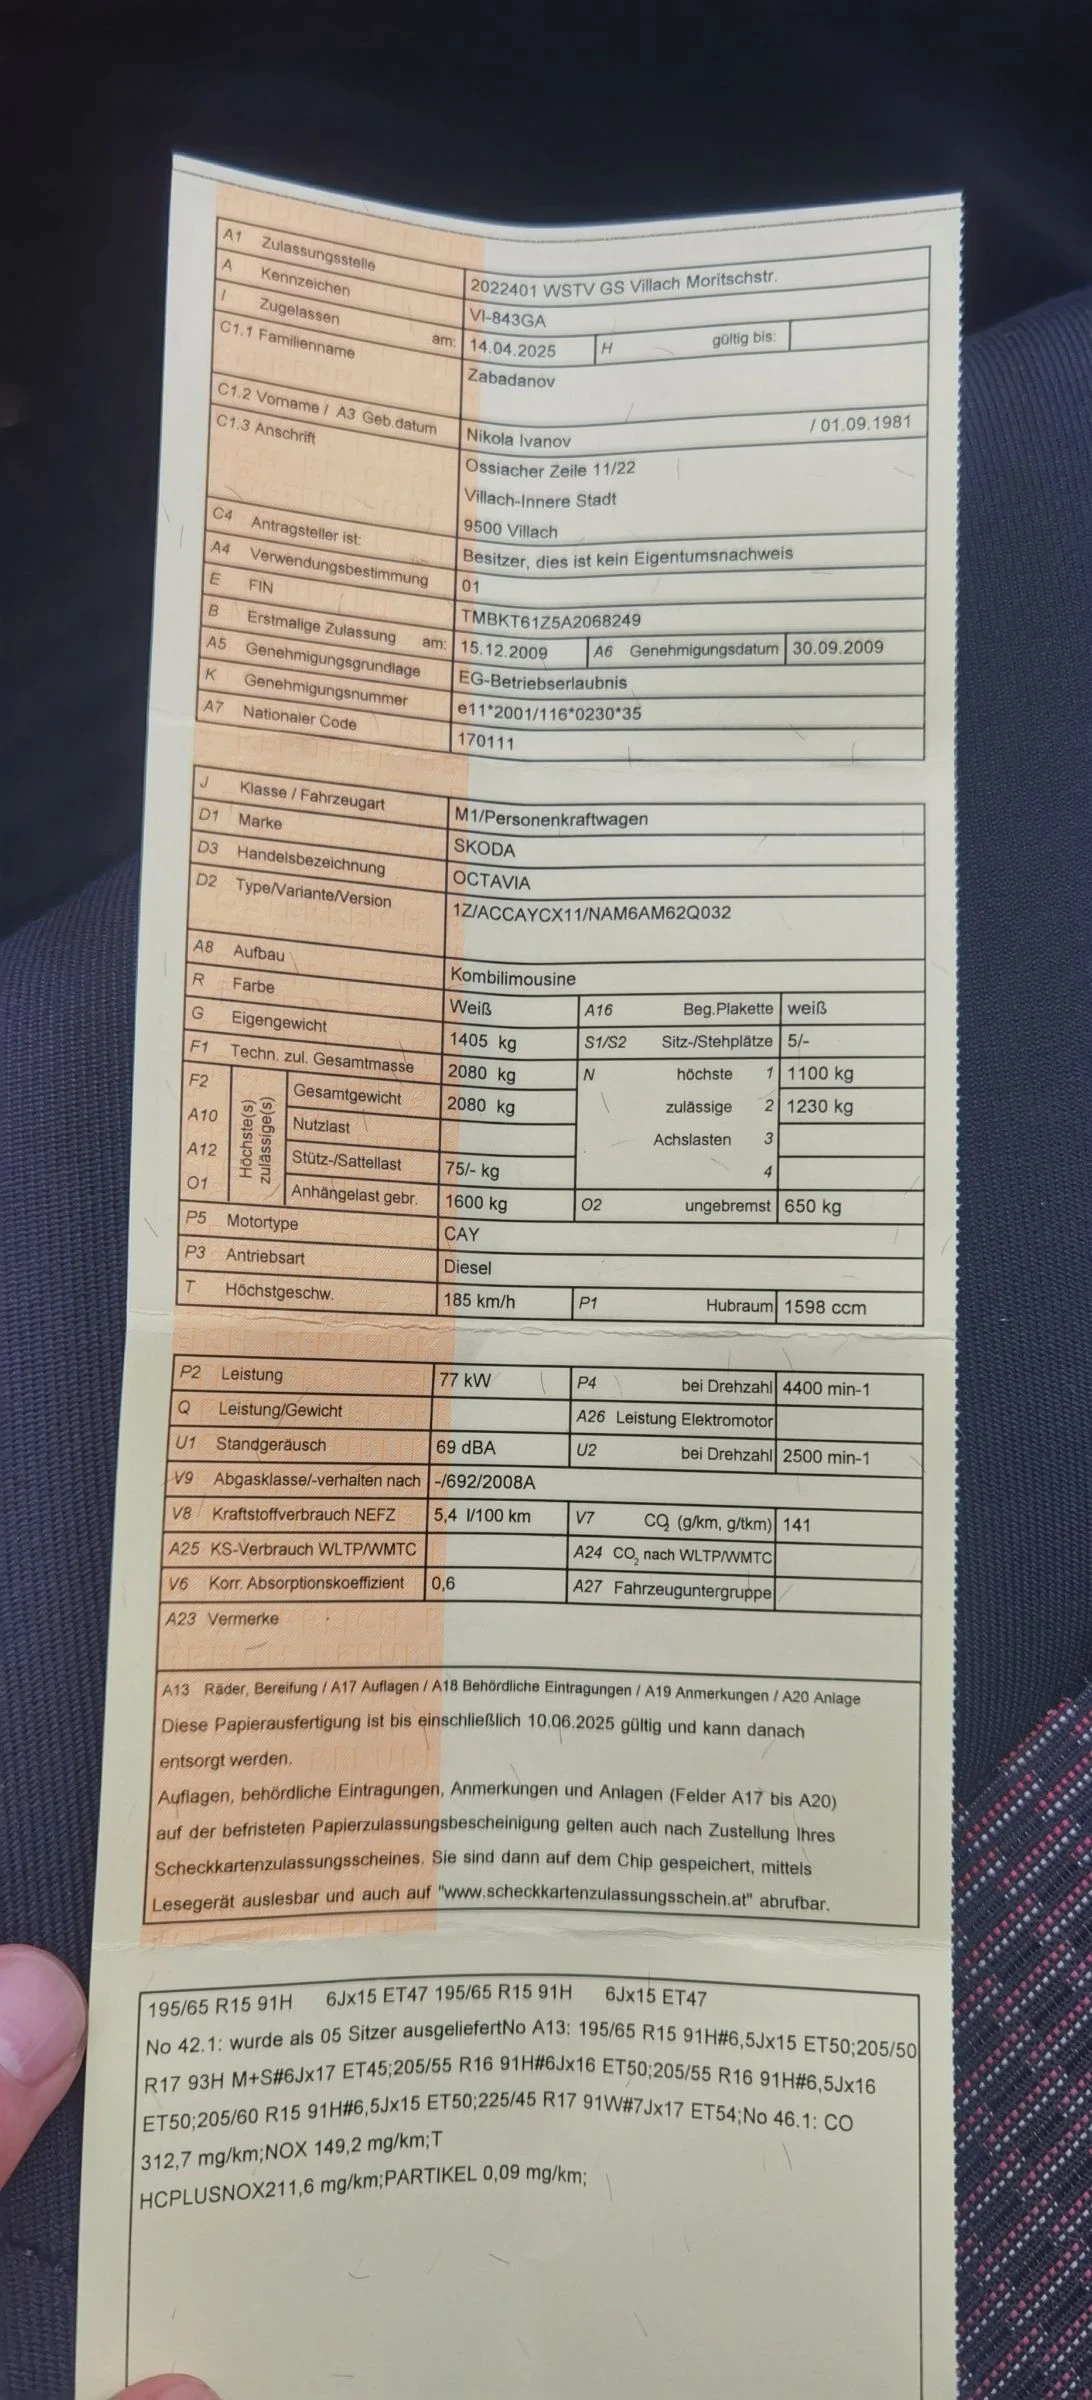 A1 Zulassungsstelle 2022401 WSTV GS Villach Moritschstr.
A Kennzeichen VI-843GA
I Zugelassen am: 14.04.2025 H gültig bis:
C1.1 Familienname Zabadanov
C1.2 Vorname / A3 Geb.datum Nikola Ivanov / 01.09.1981
C1.3 Anschrift Ossiacher Zeile 11/22
Villach-Innere Stadt
9500 Villach
C4 Antragsteller ist: Besitzer, dies ist kein Eigentumsnachweis
A4 Verwendungsbestimmung 01
E FIN TMBKT61Z5A2068249
B Erstmalige Zulassung am: 15.12.2009 A6 Genehmigungsdatum 30.09.2009
A5 Genehmigungsgrundlage EG-Betriebserlaubnis
K Genehmigungsnummer e11*2001/116*0230*35
A7 Nationaler Code 170111
J Klasse / Fahrzeugart M1/Personenkraftwagen
D1 Marke SKODA
D3 Handelsbezeichnung OCTAVIA
D2 Type/Variante/Version 1Z/ACCAYCX11/NAM6AM62Q032
A8 Aufbau Kombilimousine
R Farbe Weiß A16 Beg.Plakette weiß
G Eigengewicht 1405 kg S1/S2 Sitz-/Stehplätze 5/-
F1 Techn. zul. Gesamtmasse 2080 kg N höchste 1 1100 kg
F2 Höchste(s) zulässige(s) Gesamtgewicht 2080 kg zulässige 2 1230 kg
A10 Nutzlast Achslasten 3
A12 Stütz-/Sattellast 75/- kg 4
O1 Anhängelast gebr. 1600 kg O2 ungebremst 650 kg
P5 Motortype CAY
P3 Antriebsart Diesel
T Höchstgeschw. 185 km/h P1 Hubraum 1598 ccm
P2 Leistung 77 kW P4 bei Drehzahl 4400 min-1
Q Leistung/Gewicht A26 Leistung Elektromotor
U1 Standgeräusch 69 dBA U2 bei Drehzahl 2500 min-1
V9 Abgasklasse/-verhalten nach -/692/2008A
V8 Kraftstoffverbrauch NEFZ 5,4 l/100 km V7 CO₂ (g/km, g/tkm) 141
A25 KS-Verbrauch WLTP/WMTC A24 CO₂ nach WLTP/WMTC
V6 Korr. Absorptionskoeffizient 0,6 A27 Fahrzeuguntergruppe
A23 Vermerke
A13 Räder, Bereifung / A17 Auflagen / A18 Behördliche Eintragungen / A19 Anmerkungen / A20 Anlage
Diese Papierausfertigung ist bis einschließlich 10.06.2025 gültig und kann danach
entsorgt werden.
Auflagen, behördliche Eintragungen, Anmerkungen und Anlagen (Felder A17 bis A20)
auf der befristeten Papierzulassungsbescheinigung gelten auch nach Zustellung Ihres
Scheckkartenzulassungsscheines. Sie sind dann auf dem Chip gespeichert, mittels
Lesegerät auslesbar und auch auf "www.scheckkartenzulassungsschein.at" abrufbar.
195/65 R15 91H 6Jx15 ET47 195/65 R15 91H 6Jx15 ET47
No 42.1: wurde als 05 Sitzer ausgeliefertNo A13: 195/65 R15 91H#6,5Jx15 ET50;205/50
R17 93H M+S#6Jx17 ET45;205/55 R16 91H#6Jx16 ET50;205/55 R16 91H#6,5Jx16
ET50;205/60 R15 91H#6,5Jx15 ET50;225/45 R17 91W#7Jx17 ET54;No 46.1: CO
312,7 mg/km;NOX 149,2 mg/km;T
HCPLUSNOX211,6 mg/km;PARTIKEL 0,09 mg/km;